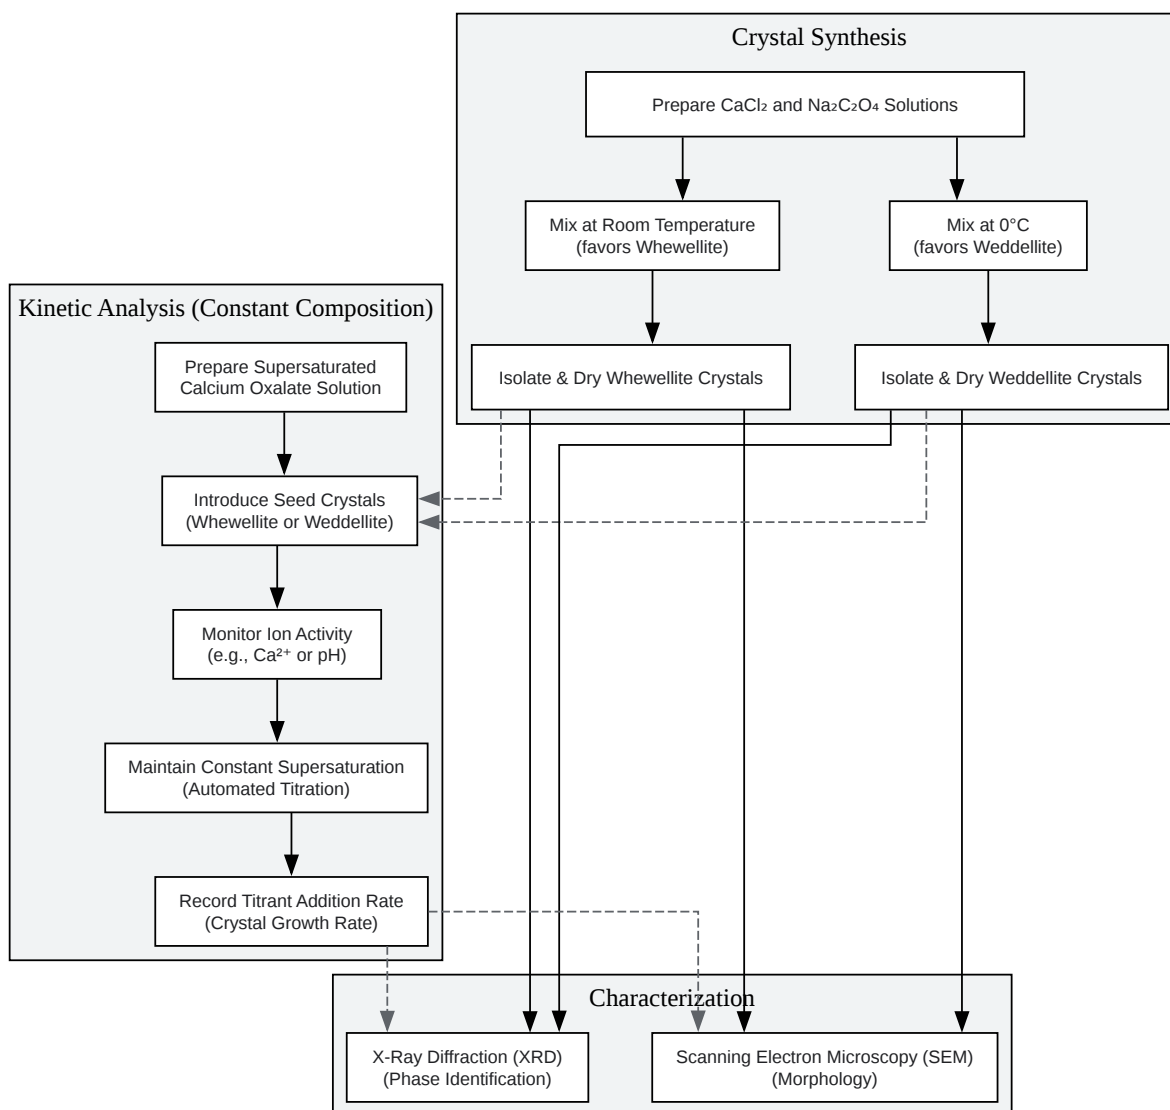 Crystal Synthesis
Prepare CaCl₂ and Na₂C₂O₄ Solutions
Mix at Room Temperature
(favors Whewellite)
Mix at 0°C
(favors Weddellite)
Isolate & Dry Whewellite Crystals
Isolate & Dry Weddellite Crystals
Kinetic Analysis (Constant Composition)
Prepare Supersaturated
Calcium Oxalate Solution
Introduce Seed Crystals
(Whewellite or Weddellite)
Monitor Ion Activity
(e.g., Ca²⁺ or pH)
Maintain Constant Supersaturation
(Automated Titration)
Record Titrant Addition Rate
(Crystal Growth Rate)
Characterization
X-Ray Diffraction (XRD)
(Phase Identification)
Scanning Electron Microscopy (SEM)
(Morphology)